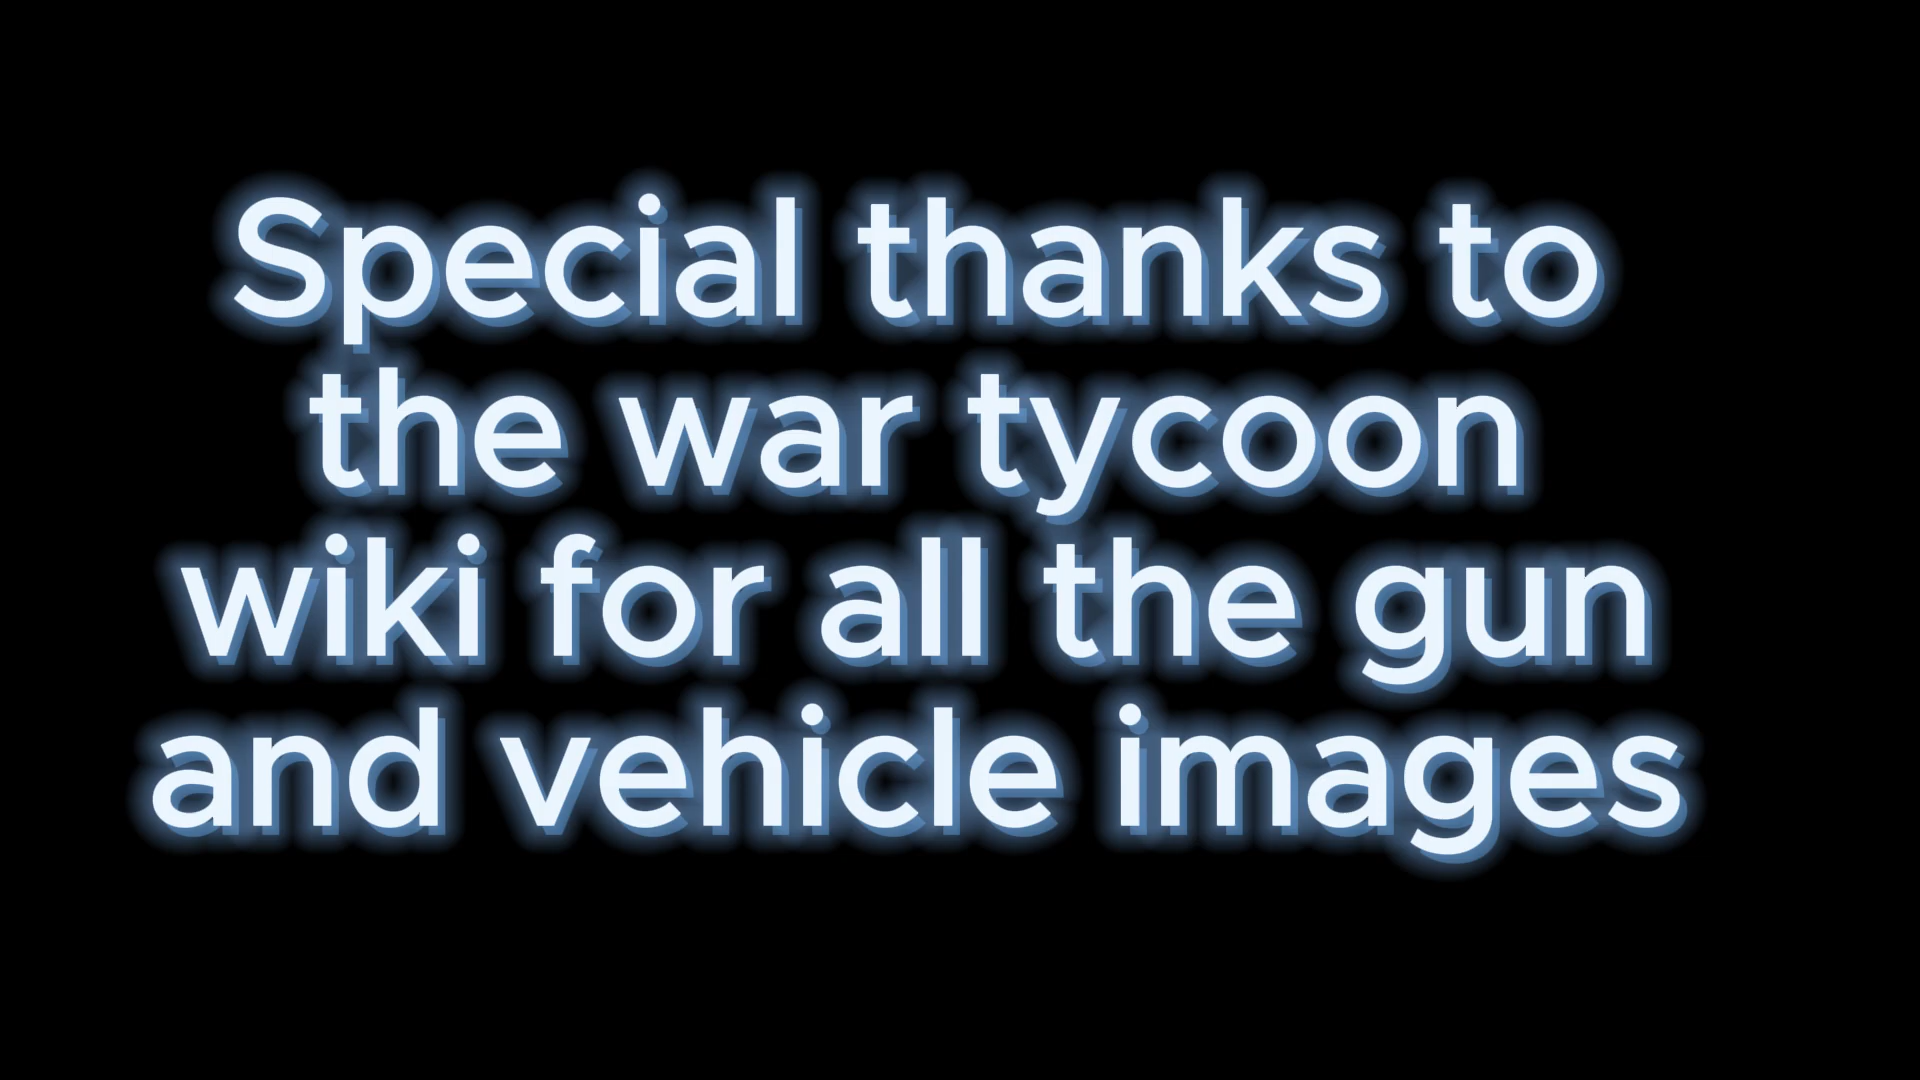 Special thanks to
the war tycoon
wiki for all the gun
and vehicle images